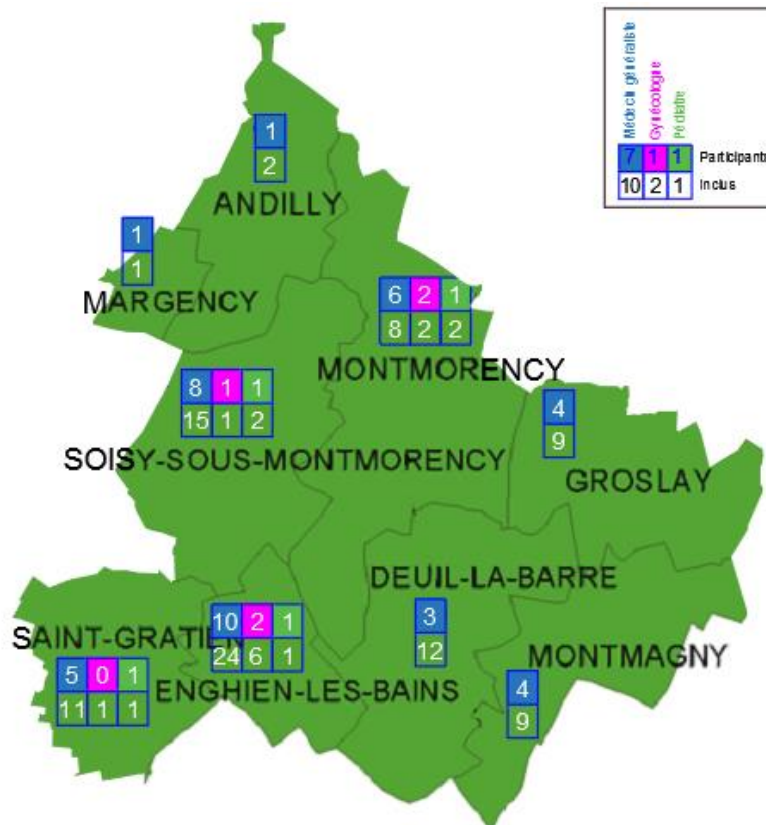 Médecin généraliste
Gynécologue
Pédiatre
7 1 1 Participant
10 2 1 Inclus
1
2
ANDILLY
1
1
MARGENCY
6 2 1
8 2 2
MONTMORENCY
8 1 1
15 1 2
SOISY-SOUS-MONTMORENCY
4
9
GROSLAY
DEUIL-LA-BARRE
3
12
SAINT-GRATIEN
5 0 1
11 1 1
10 2 1
24 6 1
ENGHIEN-LES-BAINS
MONTMAGNY
4
9